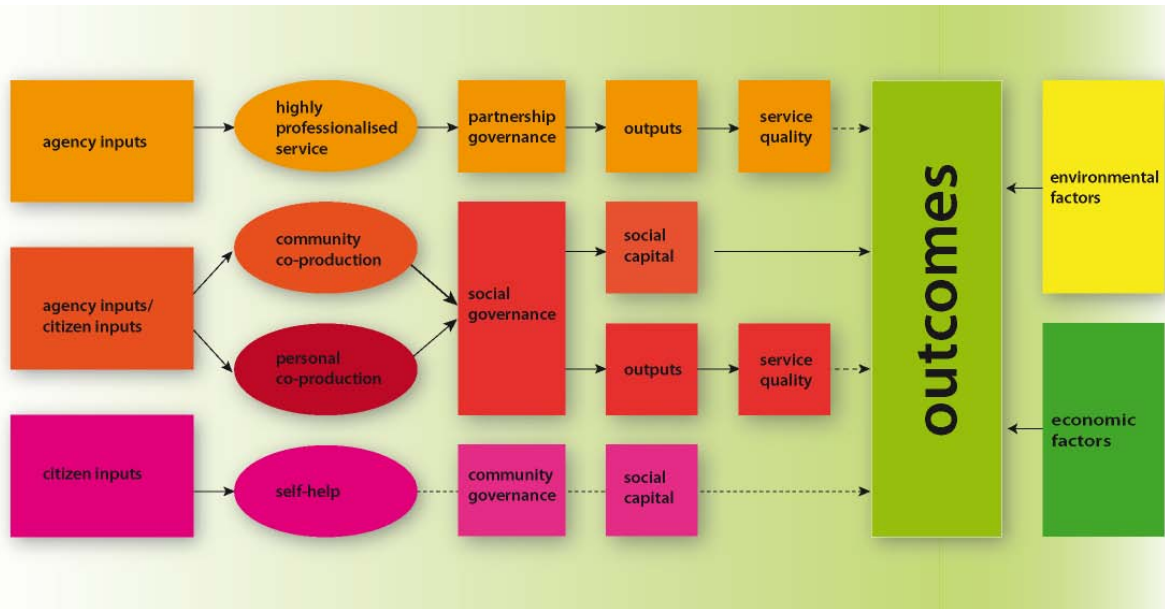 agency inputs
highly
professionalised
service
partnership
governance
outputs
service
quality
agency inputs/
citizen inputs
community
co-production
personal
co-production
social
governance
social
capital
outputs
service
quality
citizen inputs
self-help
community
governance
social
capital
outcomes
environmental
factors
economic
factors